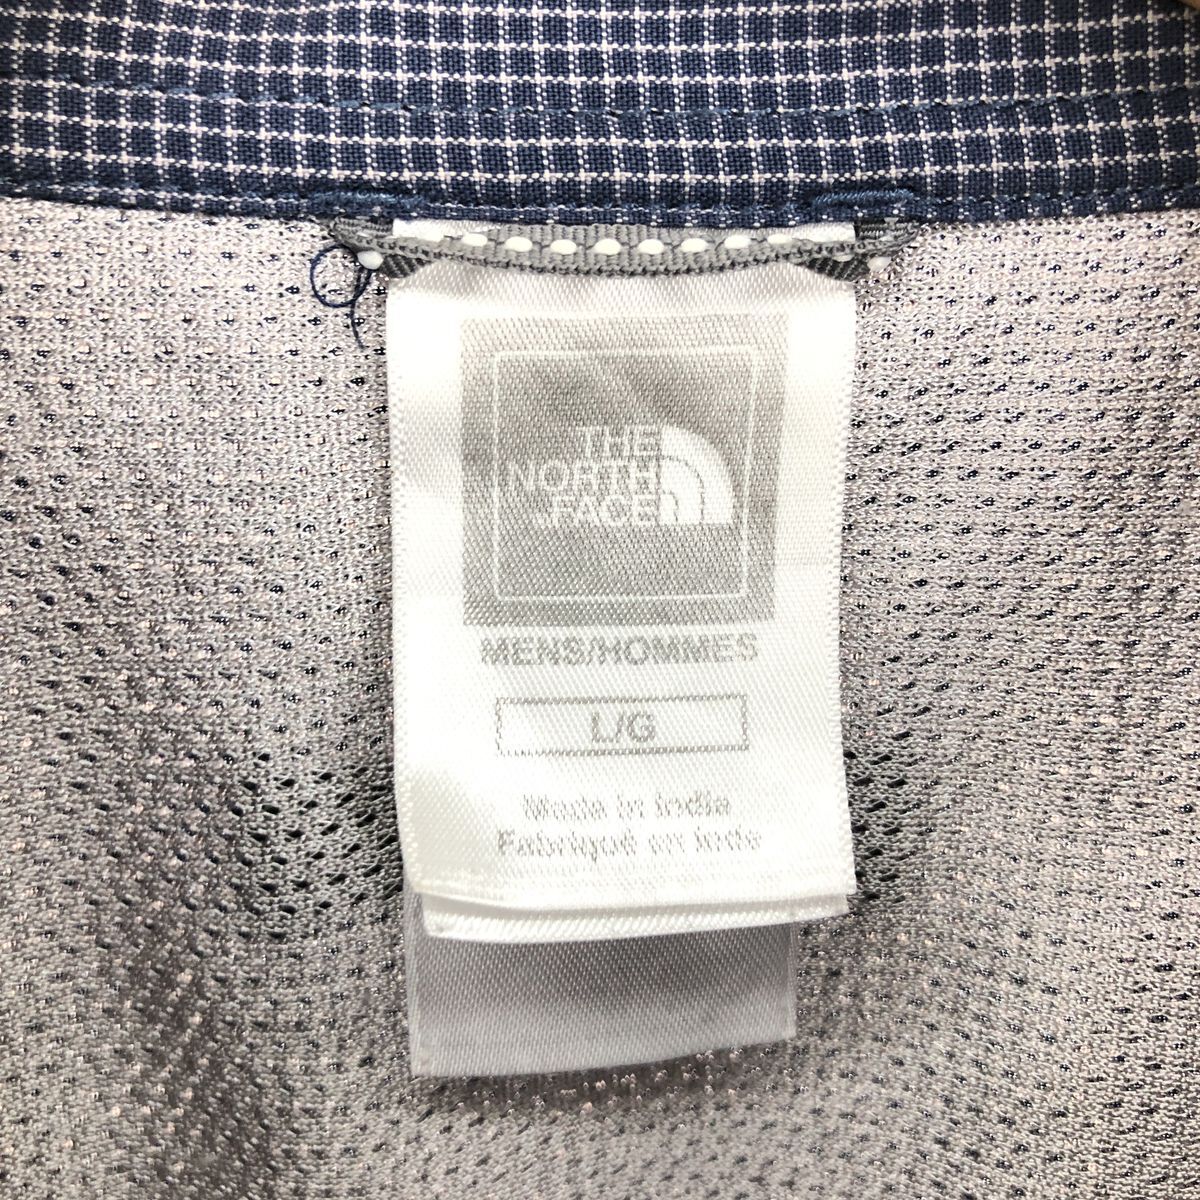 THE
NORTH
FACE
MENS/HOMMES
L/G
Made in India
Fabriqué en Inde